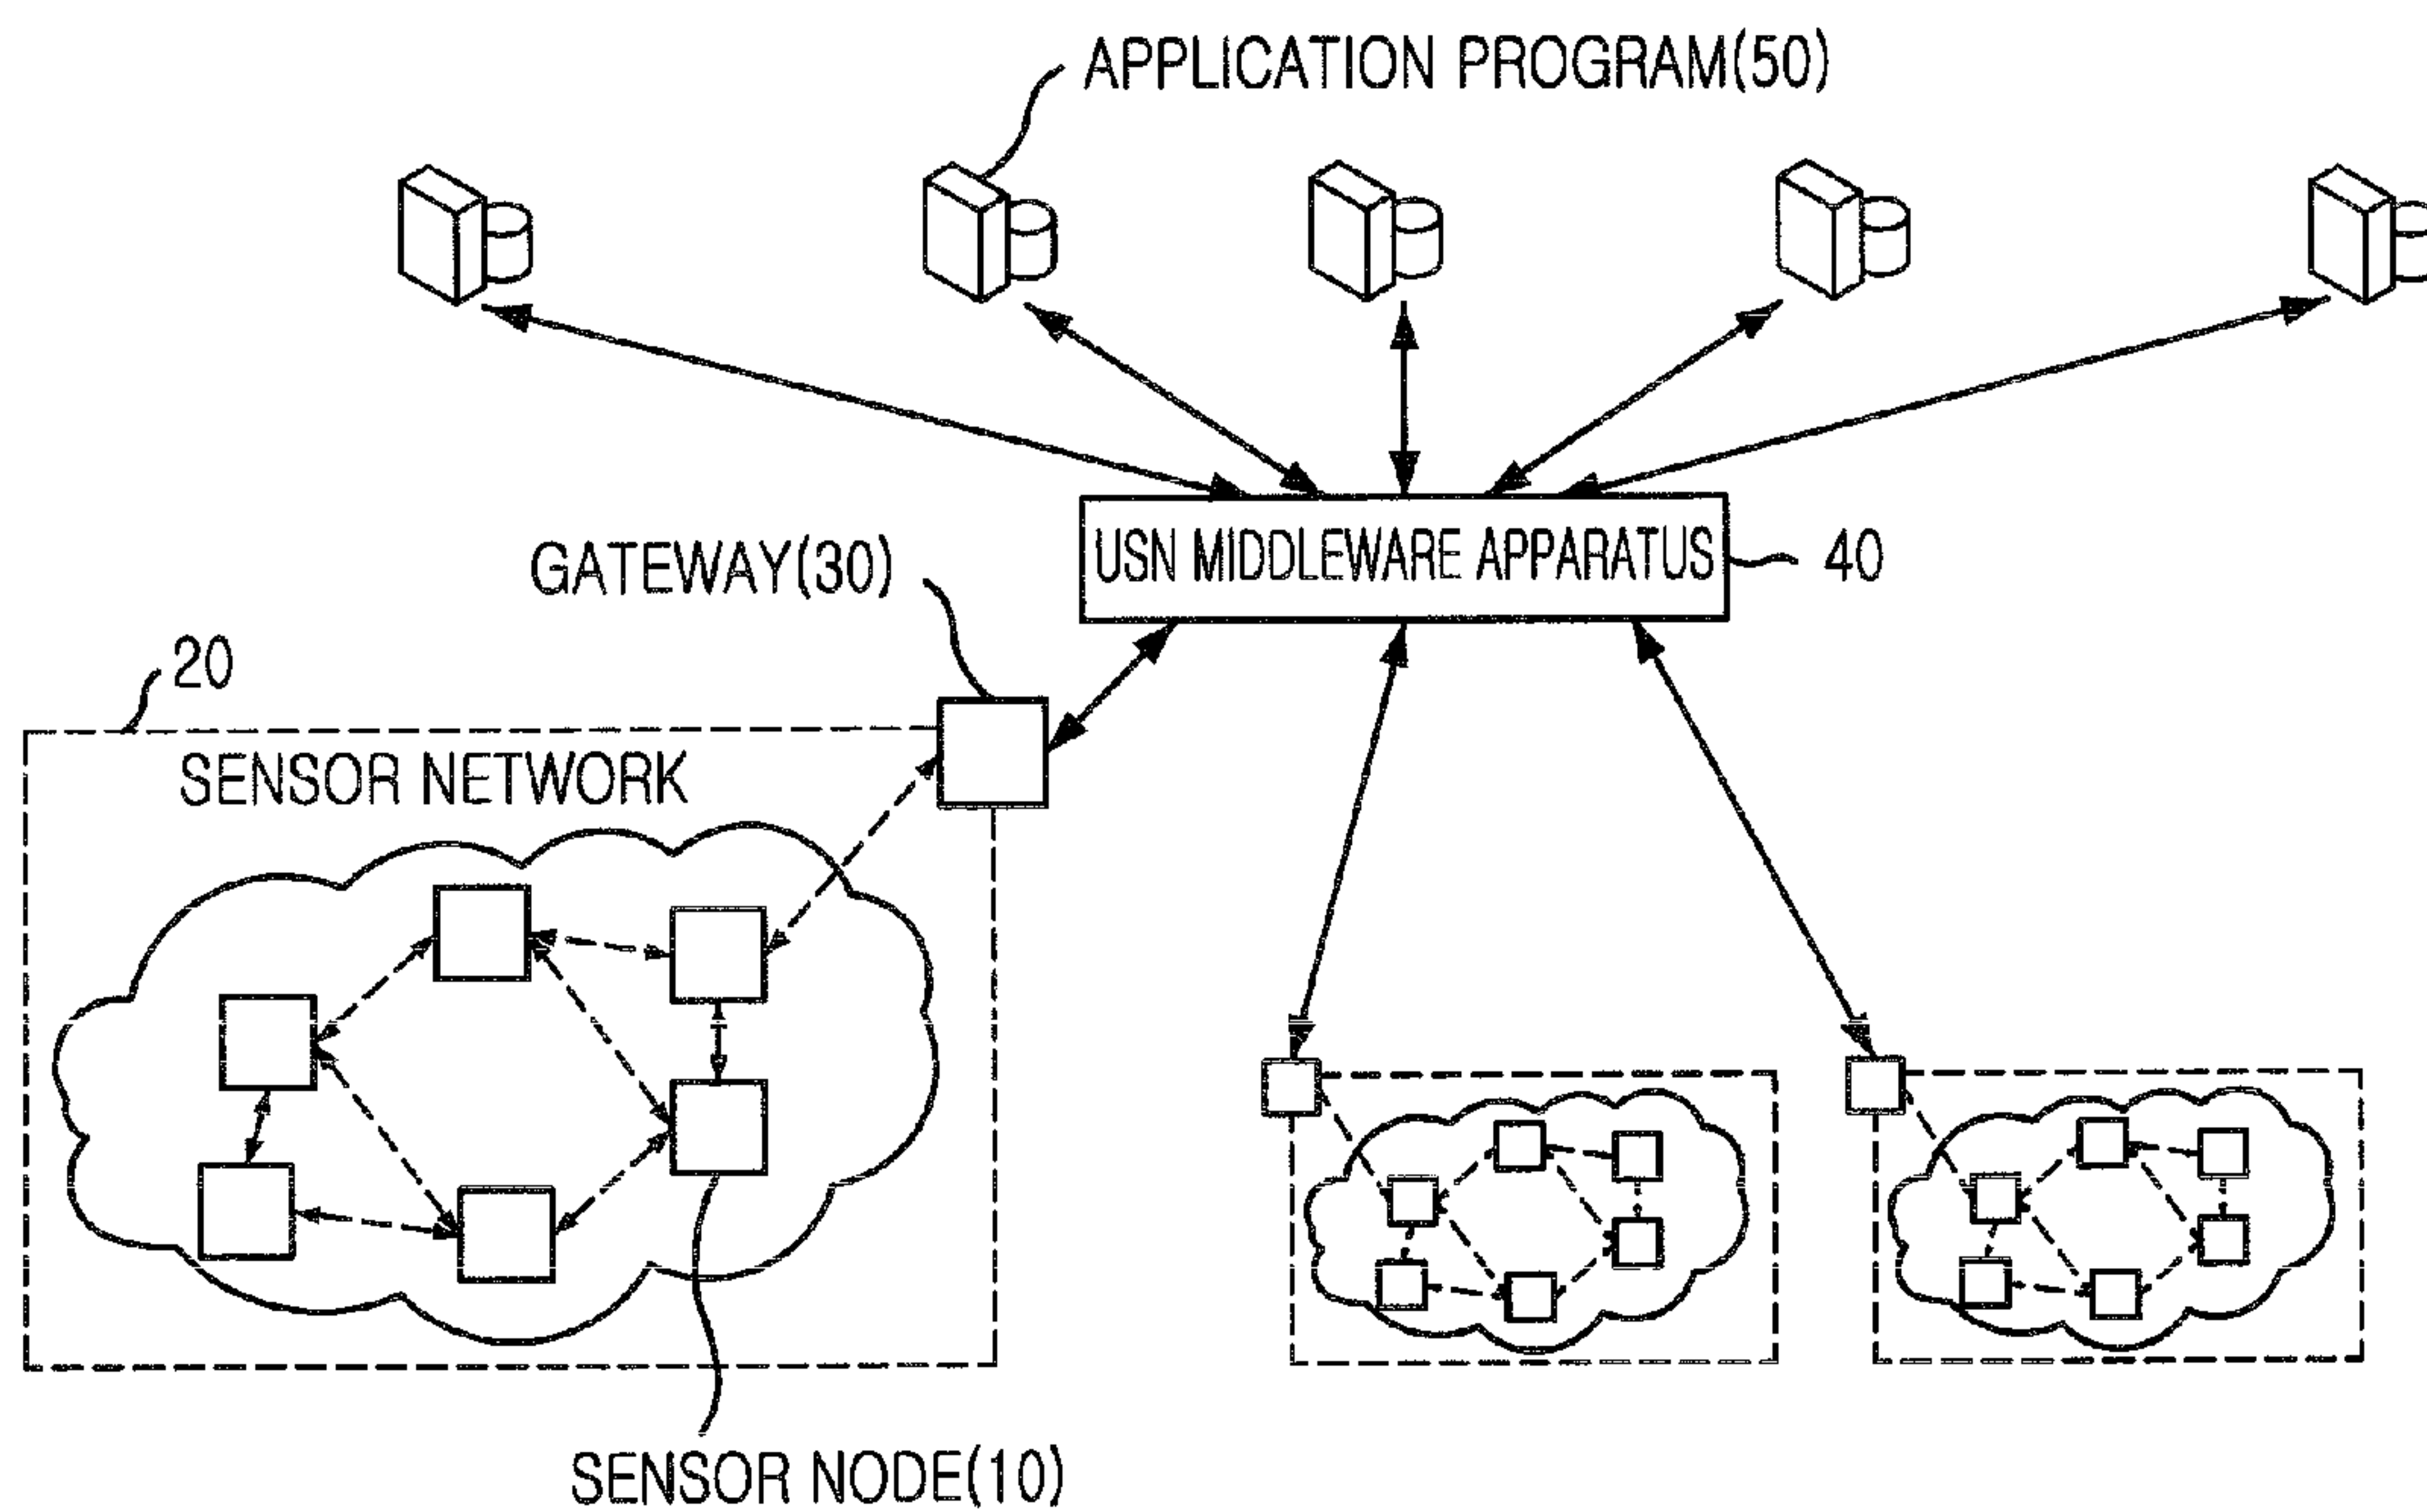 APPLICATION PROGRAM(50)
USN MIDDLEWARE APPARATUS
40
GATEWAY(30)
20
SENSOR NETWORK
SENSOR NODE(10)